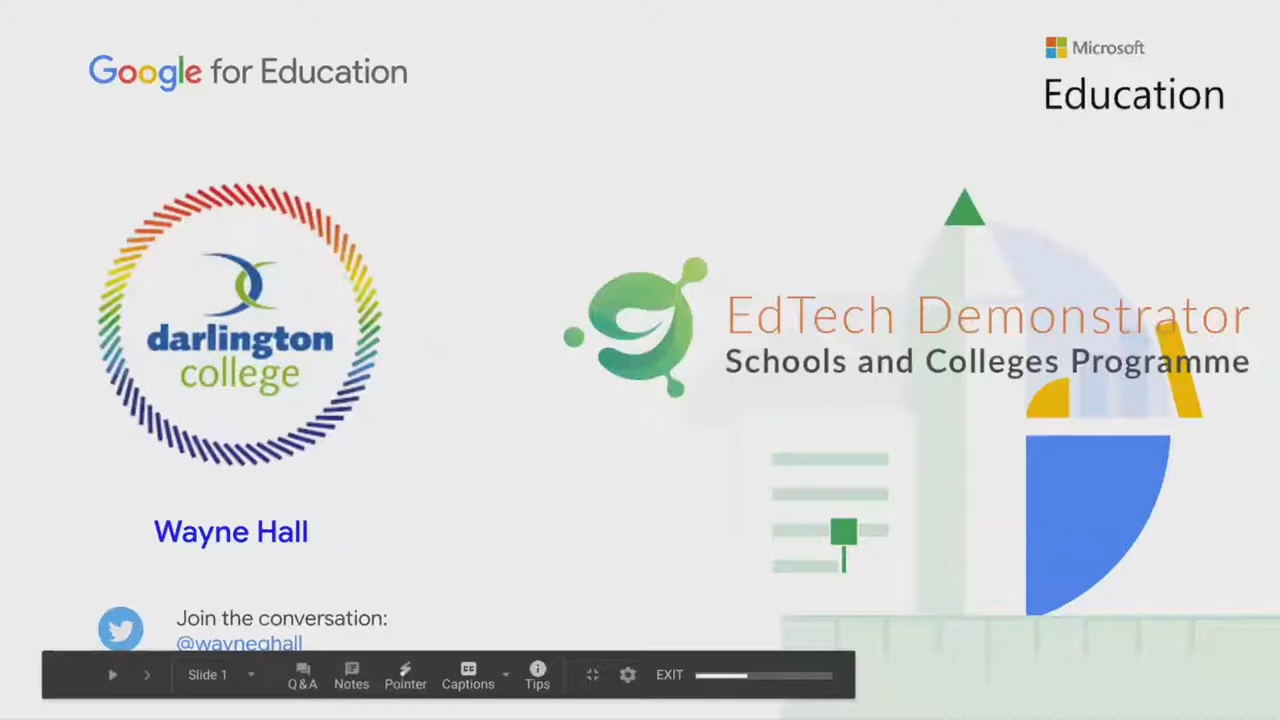 Google for Education
Microsoft
Education
darlington
college
EdTech Demonstrator
Schools and Colleges Programme
Wayne Hall
Join the conversation:
@wayneghall
Slide 1
Q&A
Notes
Pointer
Captions
Tips
EXIT